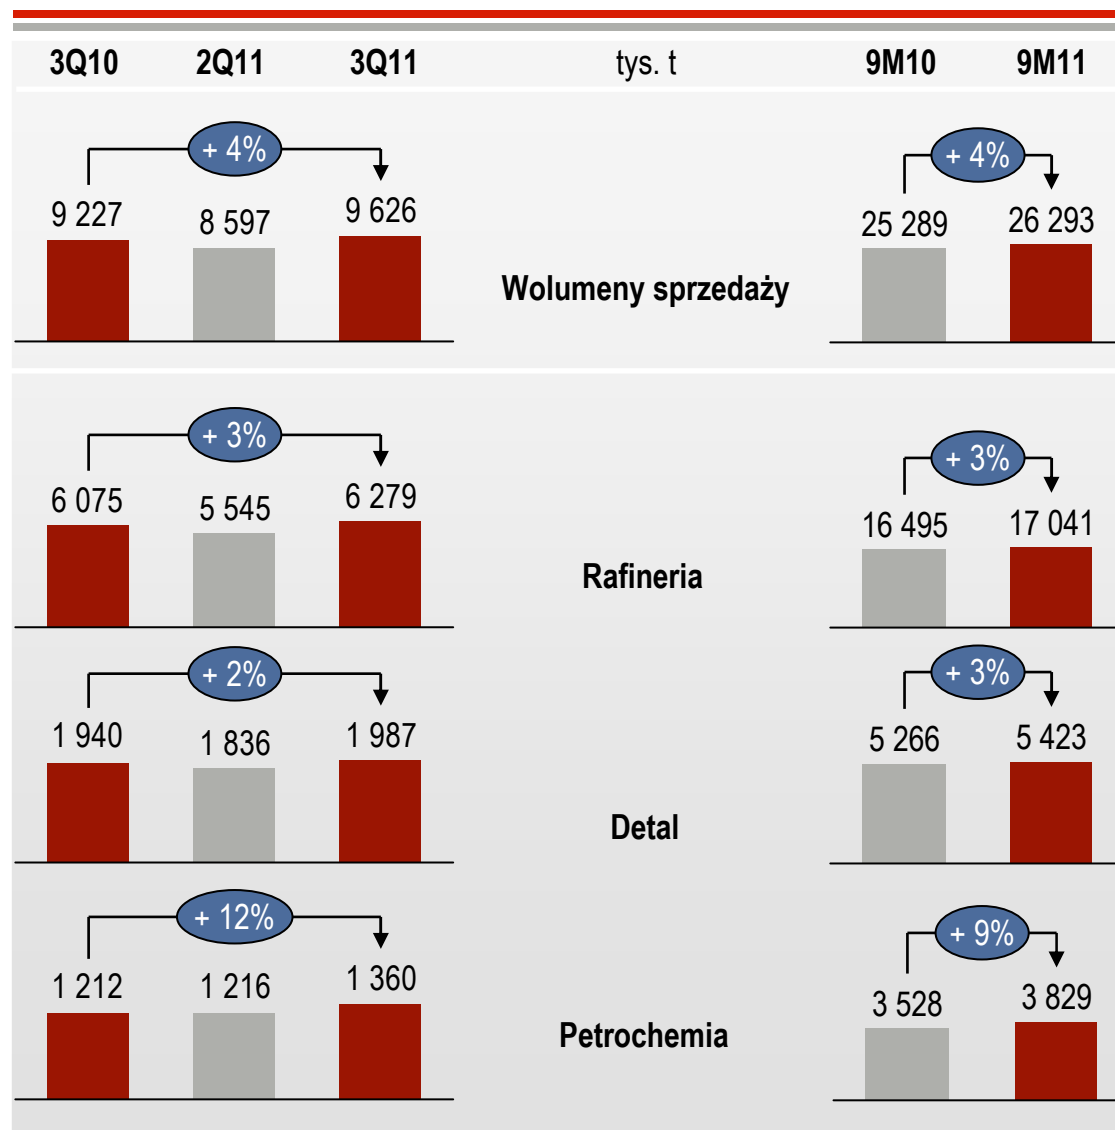 3Q10 2Q11 3Q11 tys. t 9M10 9M11
+ 4% + 4%
9 227 8 597 9 626 25 289 26 293
Wolumeny sprzedaży
+ 3% + 3%
6 075 5 545 6 279 16 495 17 041
Rafineria
+ 2% + 3%
1 940 1 836 1 987 5 266 5 423
Detal
+ 12% + 9%
1 212 1 216 1 360 3 528 3 829
Petrochemia